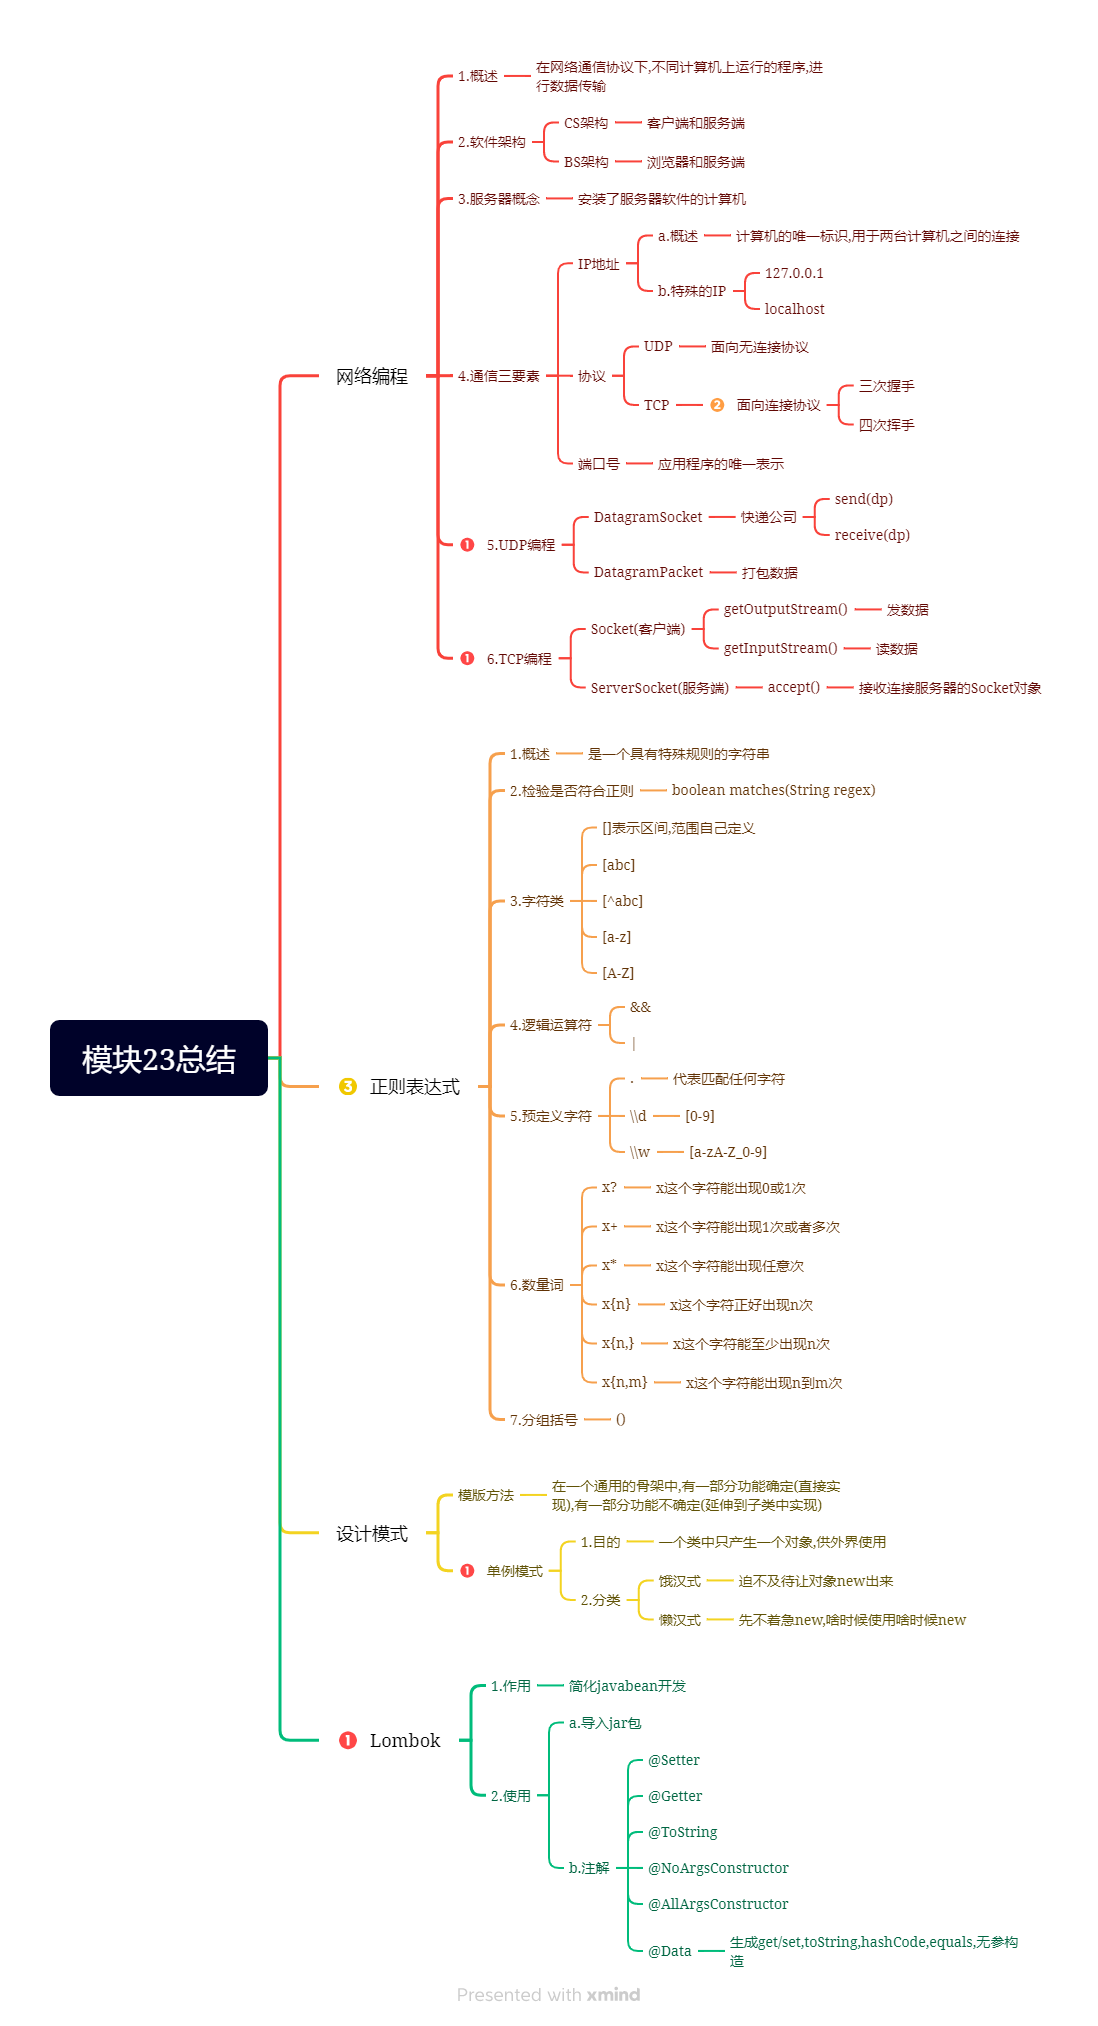 模块23总结
网络编程
1.概述
在网络通信协议下,不同计算机上运行的程序,进
行数据传输
2.软件架构
CS架构
客户端和服务端
BS架构
浏览器和服务端
3.服务器概念
安装了服务器软件的计算机
4.通信三要素
IP地址
a.概述
计算机的唯一标识,用于两台计算机之间的连接
b.特殊的IP
127.0.0.1
localhost
协议
UDP
面向无连接协议
TCP
2
面向连接协议
三次握手
四次挥手
端口号
应用程序的唯一表示
1
5.UDP编程
DatagramSocket
快递公司
send(dp)
receive(dp)
DatagramPacket
打包数据
1
6.TCP编程
Socket(客户端)
getOutputStream()
发数据
getInputStream()
读数据
ServerSocket(服务端)
accept()
接收连接服务器的Socket对象
3
正则表达式
1.概述
是一个具有特殊规则的字符串
2.检验是否符合正则
boolean matches(String regex)
3.字符类
[]表示区间,范围自己定义
[abc]
[^abc]
[a-z]
[A-Z]
4.逻辑运算符
&&
|
5.预定义字符
.
代表匹配任何字符
\\d
[0-9]
\\w
[a-zA-Z_0-9]
6.数量词
x?
x这个字符能出现0或1次
x+
x这个字符能出现1次或者多次
x*
x这个字符能出现任意次
x{n}
x这个字符正好出现n次
x{n,}
x这个字符能至少出现n次
x{n,m}
x这个字符能出现n到m次
7.分组括号
()
设计模式
模版方法
在一个通用的骨架中,有一部分功能确定(直接实
现),有一部分功能不确定(延伸到子类中实现)
1
单例模式
1.目的
一个类中只产生一个对象,供外界使用
2.分类
饿汉式
迫不及待让对象new出来
懒汉式
先不着急new,啥时候使用啥时候new
1
Lombok
1.作用
简化javabean开发
2.使用
a.导入jar包
b.注解
@Setter
@Getter
@ToString
@NoArgsConstructor
@AllArgsConstructor
@Data
生成get/set,toString,hashCode,equals,无参构
造
Presented with xmind